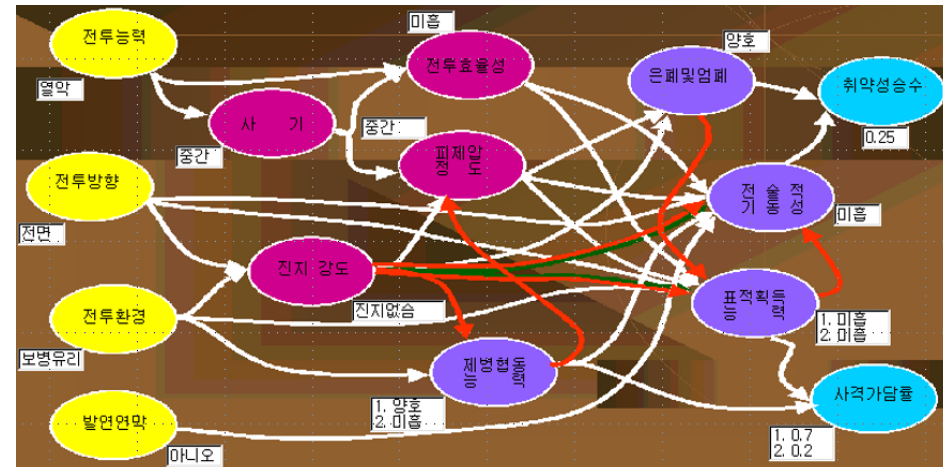 미흡
전투능력
열악
전투효율성
양호
은폐및엄폐
취약성승수
0.25
사 기
중간
중간
피제압
정 도
전투방향
전면
전 술 적
기 동 성
미흡
진지 강도
진지없음
표적획득
능 력
1. 미흡
2. 미흡
전투환경
보병유리
제병협동
능 력
1. 양호
2. 미흡
사격가담률
1. 0.7
2. 0.2
발연연막
아니오